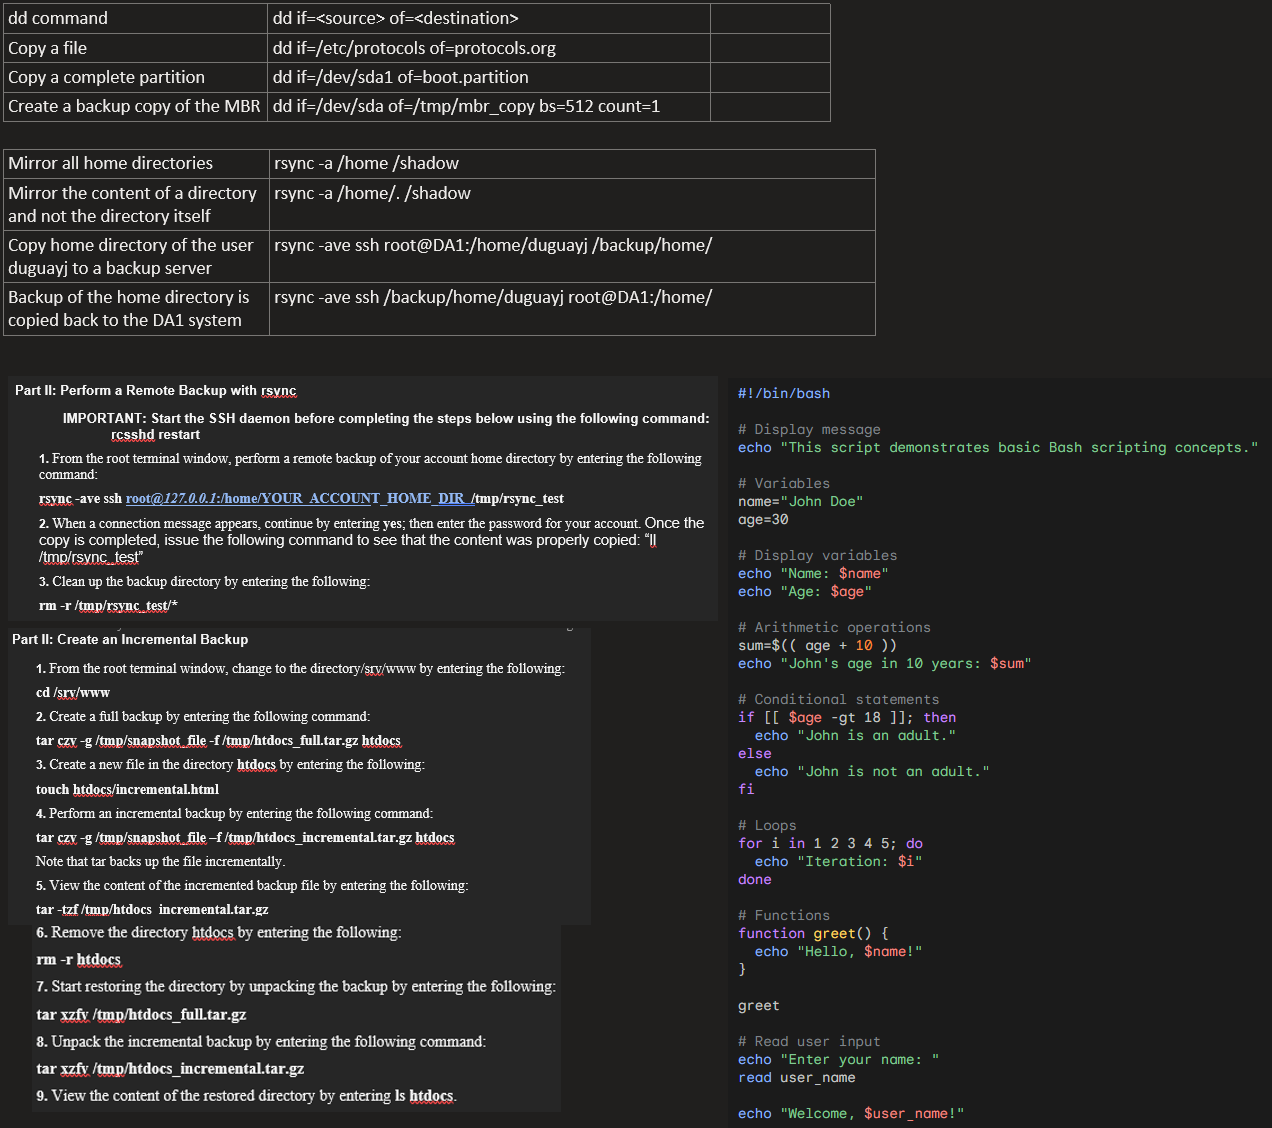 dd command dd if=<source> of=<destination>
Copy a file dd if=/etc/protocols of=protocols.org
Copy a complete partition dd if=/dev/sda1 of=boot.partition
Create a backup copy of the MBR dd if=/dev/sda of=/tmp/mbr_copy bs=512 count=1
Mirror all home directories rsync -a /home /shadow
Mirror the content of a directory rsync -a /home/. /shadow
and not the directory itself
Copy home directory of the user rsync -ave ssh root@DA1:/home/duguayj /backup/home/
duguayj to a backup server
Backup of the home directory is rsync -ave ssh /backup/home/duguayj root@DA1:/home/
copied back to the DA1 system
Part II: Perform a Remote Backup with rsync
IMPORTANT: Start the SSH daemon before completing the steps below using the following command:
rcsshd restart
1. From the root terminal window, perform a remote backup of your account home directory by entering the following
command:
rsync -ave ssh root@127.0.0.1:/home/YOUR_ACCOUNT_HOME_DIR /tmp/rsync_test
2. When a connection message appears, continue by entering yes; then enter the password for your account. Once the
copy is completed, issue the following command to see that the content was properly copied: “ll
/tmp/rsync_test”
3. Clean up the backup directory by entering the following:
rm -r /tmp/rsync_test/*
Part II: Create an Incremental Backup
1. From the root terminal window, change to the directory/srv/www by entering the following:
cd /srv/www
2. Create a full backup by entering the following command:
tar czv -g /tmp/snapshot_file -f /tmp/htdocs_full.tar.gz htdocs
3. Create a new file in the directory htdocs by entering the following:
touch htdocs/incremental.html
4. Perform an incremental backup by entering the following command:
tar czv -g /tmp/snapshot_file –f /tmp/htdocs_incremental.tar.gz htdocs
Note that tar backs up the file incrementally.
5. View the content of the incremented backup file by entering the following:
tar -tzf /tmp/htdocs_incremental.tar.gz
6. Remove the directory htdocs by entering the following:
rm -r htdocs
7. Start restoring the directory by unpacking the backup by entering the following:
tar xzfv /tmp/htdocs_full.tar.gz
8. Unpack the incremental backup by entering the following command:
tar xzfv /tmp/htdocs_incremental.tar.gz
9. View the content of the restored directory by entering ls htdocs.
#!/bin/bash
# Display message
echo "This script demonstrates basic Bash scripting concepts."
# Variables
name="John Doe"
age=30
# Display variables
echo "Name: $name"
echo "Age: $age"
# Arithmetic operations
sum=$(( age + 10 ))
echo "John's age in 10 years: $sum"
# Conditional statements
if [[ $age -gt 18 ]]; then
echo "John is an adult."
else
echo "John is not an adult."
fi
# Loops
for i in 1 2 3 4 5; do
echo "Iteration: $i"
done
# Functions
function greet() {
echo "Hello, $name!"
}
greet
# Read user input
echo "Enter your name: "
read user_name
echo "Welcome, $user_name!"